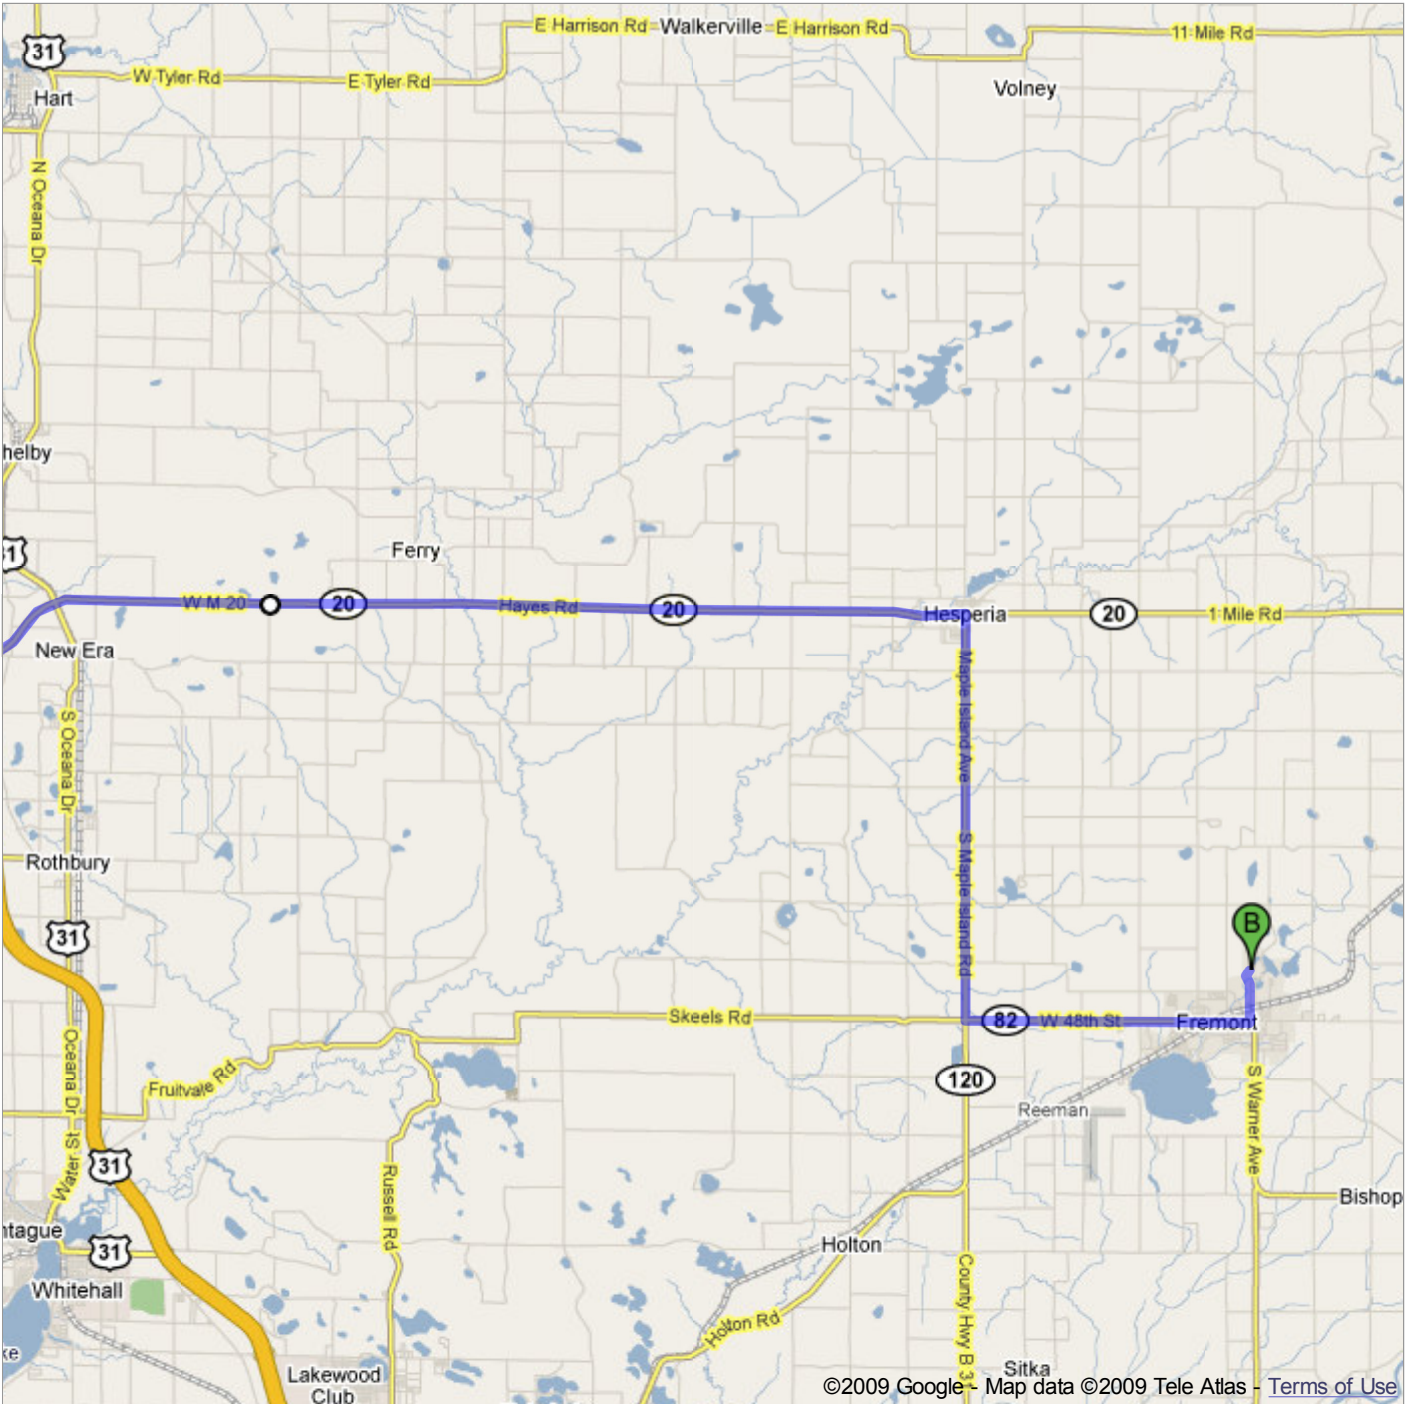 E Harrison Rd
Walkerville
E Harrison Rd
11 Mile Rd
31
W Tyler Rd
E Tyler Rd
Volney
Hart
N Oceana Dr
helby
31
Ferry
W M 20
20
Hayes Rd
20
Hesperia
20
1 Mile Rd
New Era
Maple Island Ave
S Oceana Dr
S Maple Island Rd
Rothbury
31
B
Skeels Rd
82
W 48th St
Fremont
Oceana Dr
Fruitvale Rd
120
Reeman
S Warner Ave
S Water St
31
Russell Rd
Bishop
ntague
31
Holton
Whitehall
County Hwy B 31
Holton Rd
ke
Lakewood
Club
Sitka
©2009 Google - Map data ©2009 Tele Atlas - Terms of Use